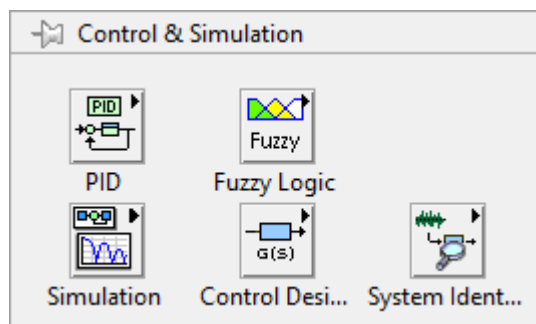 Control & Simulation
PID
Fuzzy
PID
Fuzzy Logic
G(s)
Simulation
Control Desi...
System Ident...